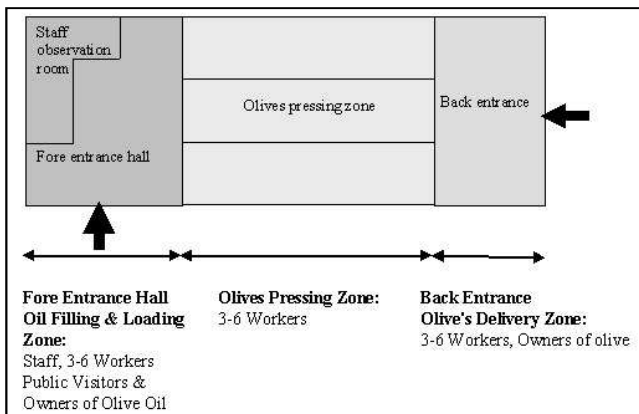 Staff
observation
room
Olives pressing zone
Back entrance
Fore entrance hall
Fore Entrance Hall
Oil Filling & Loading
Zone:
Staff, 3-6 Workers
Public Visitors &
Owners of Olive Oil
Olives Pressing Zone:
3-6 Workers
Back Entrance
Olive's Delivery Zone:
3-6 Workers, Owners of olive